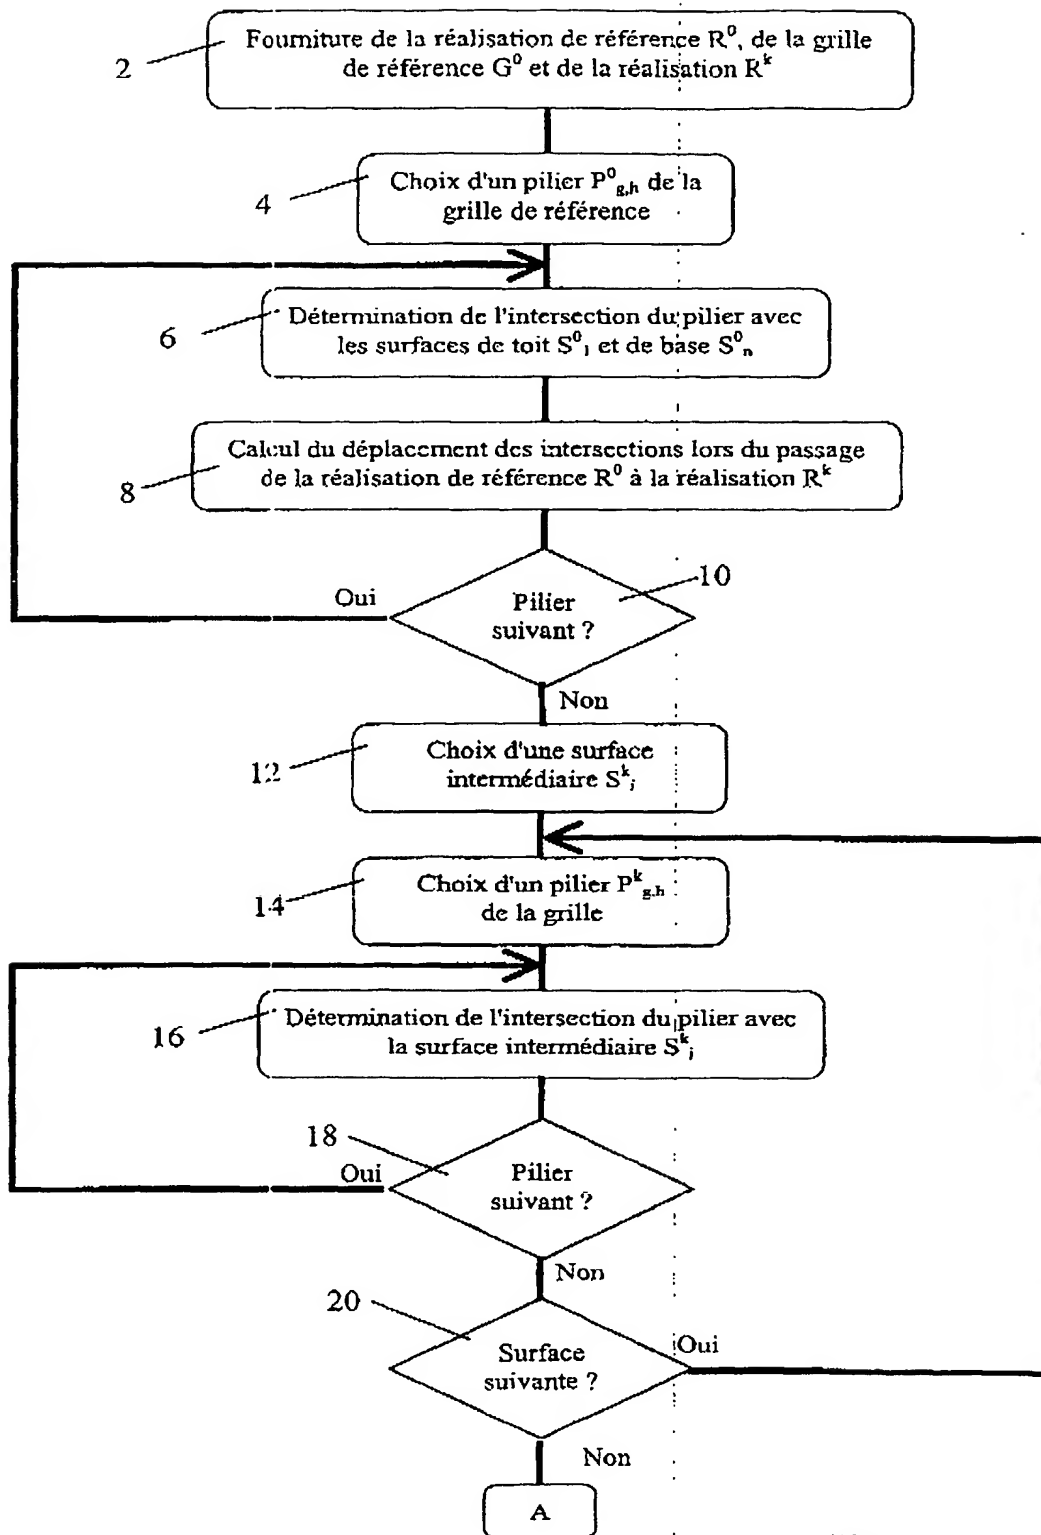 Fourniture de la réalisation de référence R⁰, de la grille
de référence G⁰ et de la réalisation Rᵏ
2
Choix d'un pilier P⁰g,h de la
grille de référence
4
Détermination de l'intersection du pilier avec
les surfaces de toit S⁰₁ et de base S⁰ₙ
6
Calcul du déplacement des intersections lors du passage
de la réalisation de référence R⁰ à la réalisation Rᵏ
8
10
Oui
Pilier
suivant ?
Non
Choix d'une surface
intermédiaire Sᵏⱼ
12
Choix d'un pilier Pᵏg,h
de la grille
14
Détermination de l'intersection du pilier avec
la surface intermédiaire Sᵏⱼ
16
18
Oui
Pilier
suivant ?
Non
20
Surface
suivante ?
Oui
Non
A